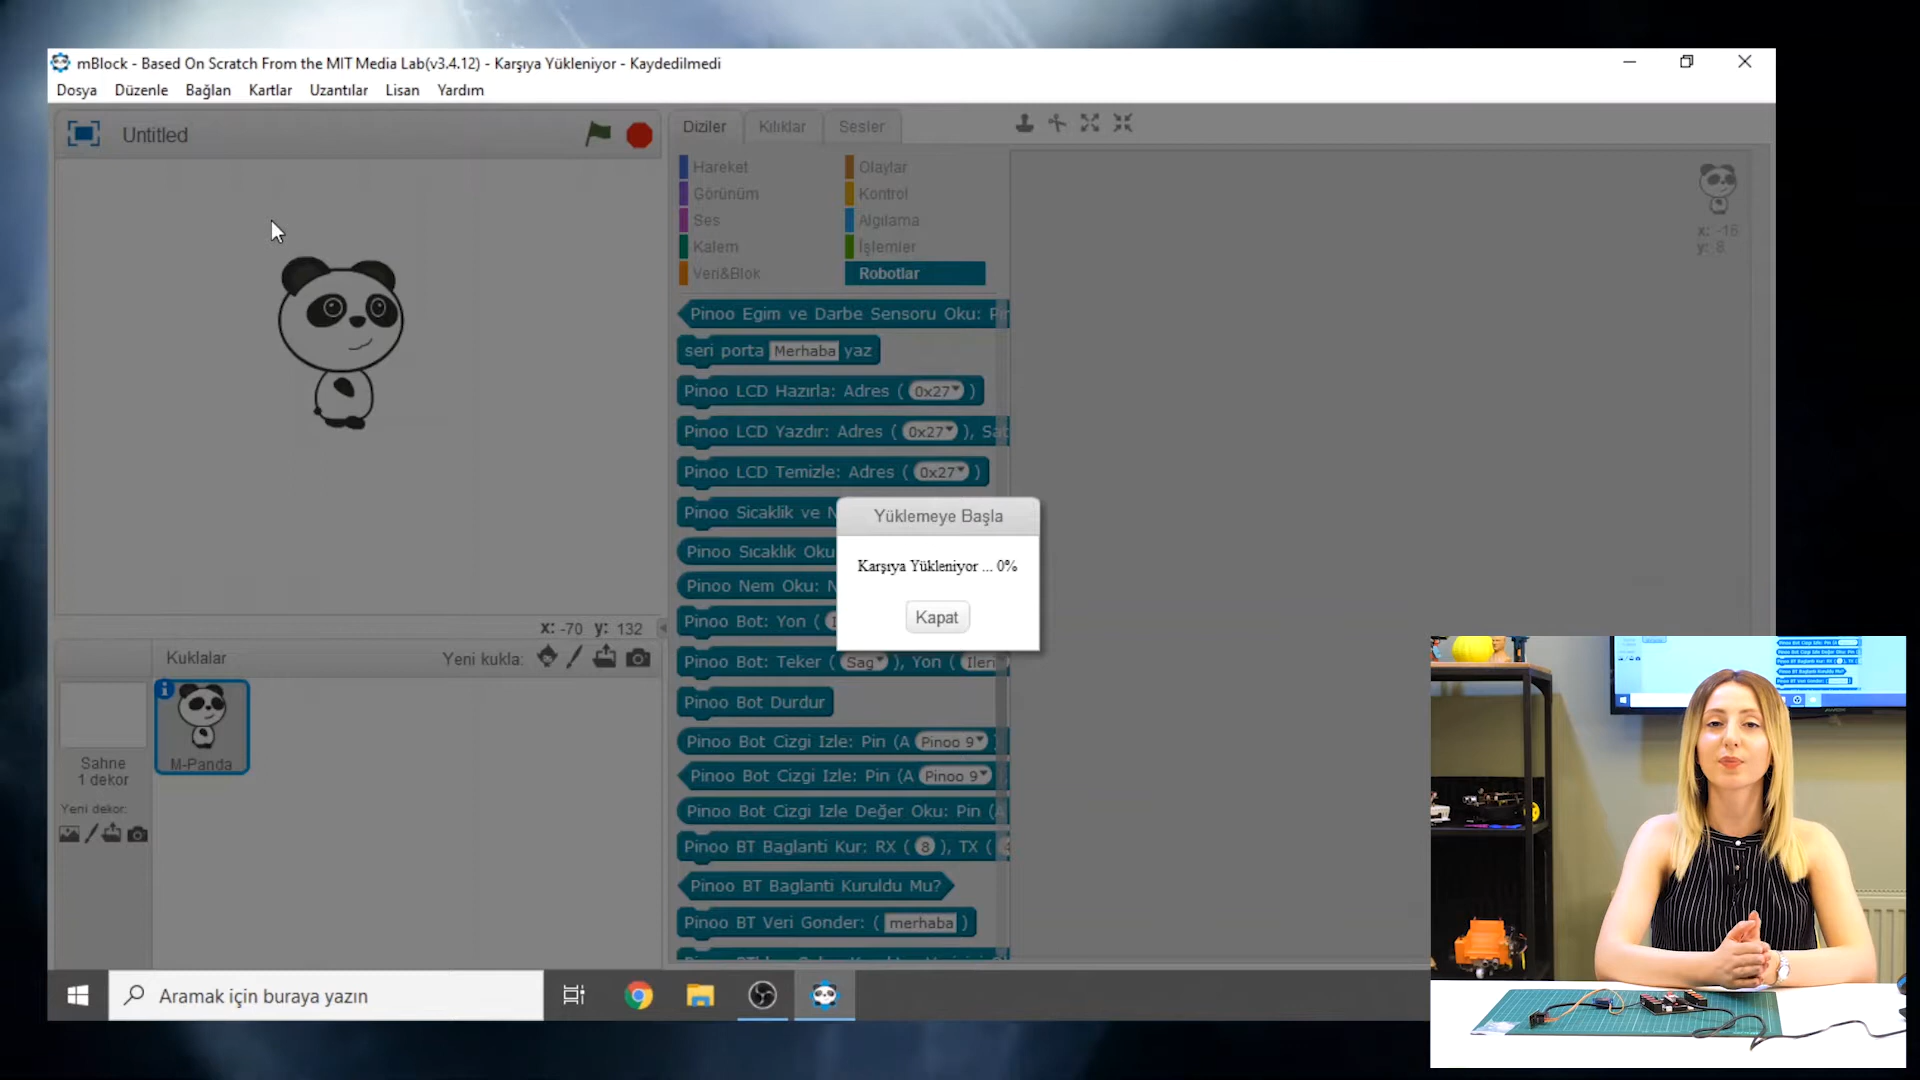 mBlock - Based On Scratch From the MIT Media Lab(v3.4.12) - Karşıya Yükleniyor - Kaydedilmedi
Dosya Düzenle Bağlan Kartlar Uzantılar Lisan Yardım
Untitled
x: -70 y: 132
Kuklalar
Yeni kukla:
M-Panda
Sahne
1 dekor
Yeni dekor:
Diziler Kılıklar Sesler
Hareket Olaylar
Görünüm Kontrol
Ses Algılama
Kalem İşlemler
Veri&Blok Robotlar
Pinoo Egim ve Darbe Sensoru Oku:
seri porta Merhaba yaz
Pinoo LCD Hazırla: Adres ( 0x27 )
Pinoo LCD Yazdır: Adres ( 0x27 ),
Pinoo LCD Temizle: Adres ( 0x27 )
Pinoo Sicaklik ve
Pinoo Sıcaklık Oku
Pinoo Nem Oku:
Pinoo Bot: Yon (
Pinoo Bot: Teker ( Sag ), Yon ( Ileri
Pinoo Bot Durdur
Pinoo Bot Cizgi Izle: Pin (A Pinoo 9
Pinoo Bot Cizgi Izle: Pin (A Pinoo 9
Pinoo Bot Cizgi Izle Değer Oku: Pin (A
Pinoo BT Baglanti Kur: RX ( 8 ), TX (
Pinoo BT Baglanti Kuruldu Mu?
Pinoo BT Veri Gonder: ( merhaba )
x: -16
y: 8
Yüklemeye Başla
Karşıya Yükleniyor ... 0%
Kapat
Aramak için buraya yazın